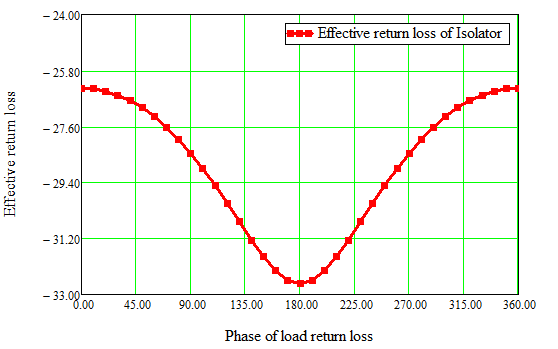 −24.00
Effective return loss of Isolator
−25.80
−27.60
Effective return loss
−29.40
−31.20
−33.00
0.00 45.00 90.00 135.00 180.00 225.00 270.00 315.00 360.00
Phase of load return loss